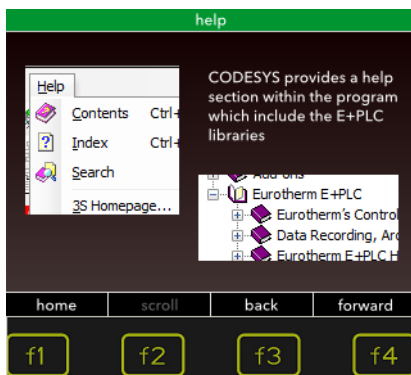 help
Help
Contents Ctrl+
Index Ctrl+
Search
3S Homepage...
CODESYS provides a help
section within the program
which include the E+PLC
libraries
Add-ons
Eurotherm E+PLC
Eurotherm's Control
Data Recording, Arc
Eurotherm E+PLC H
home scroll back forward
f1 f2 f3 f4